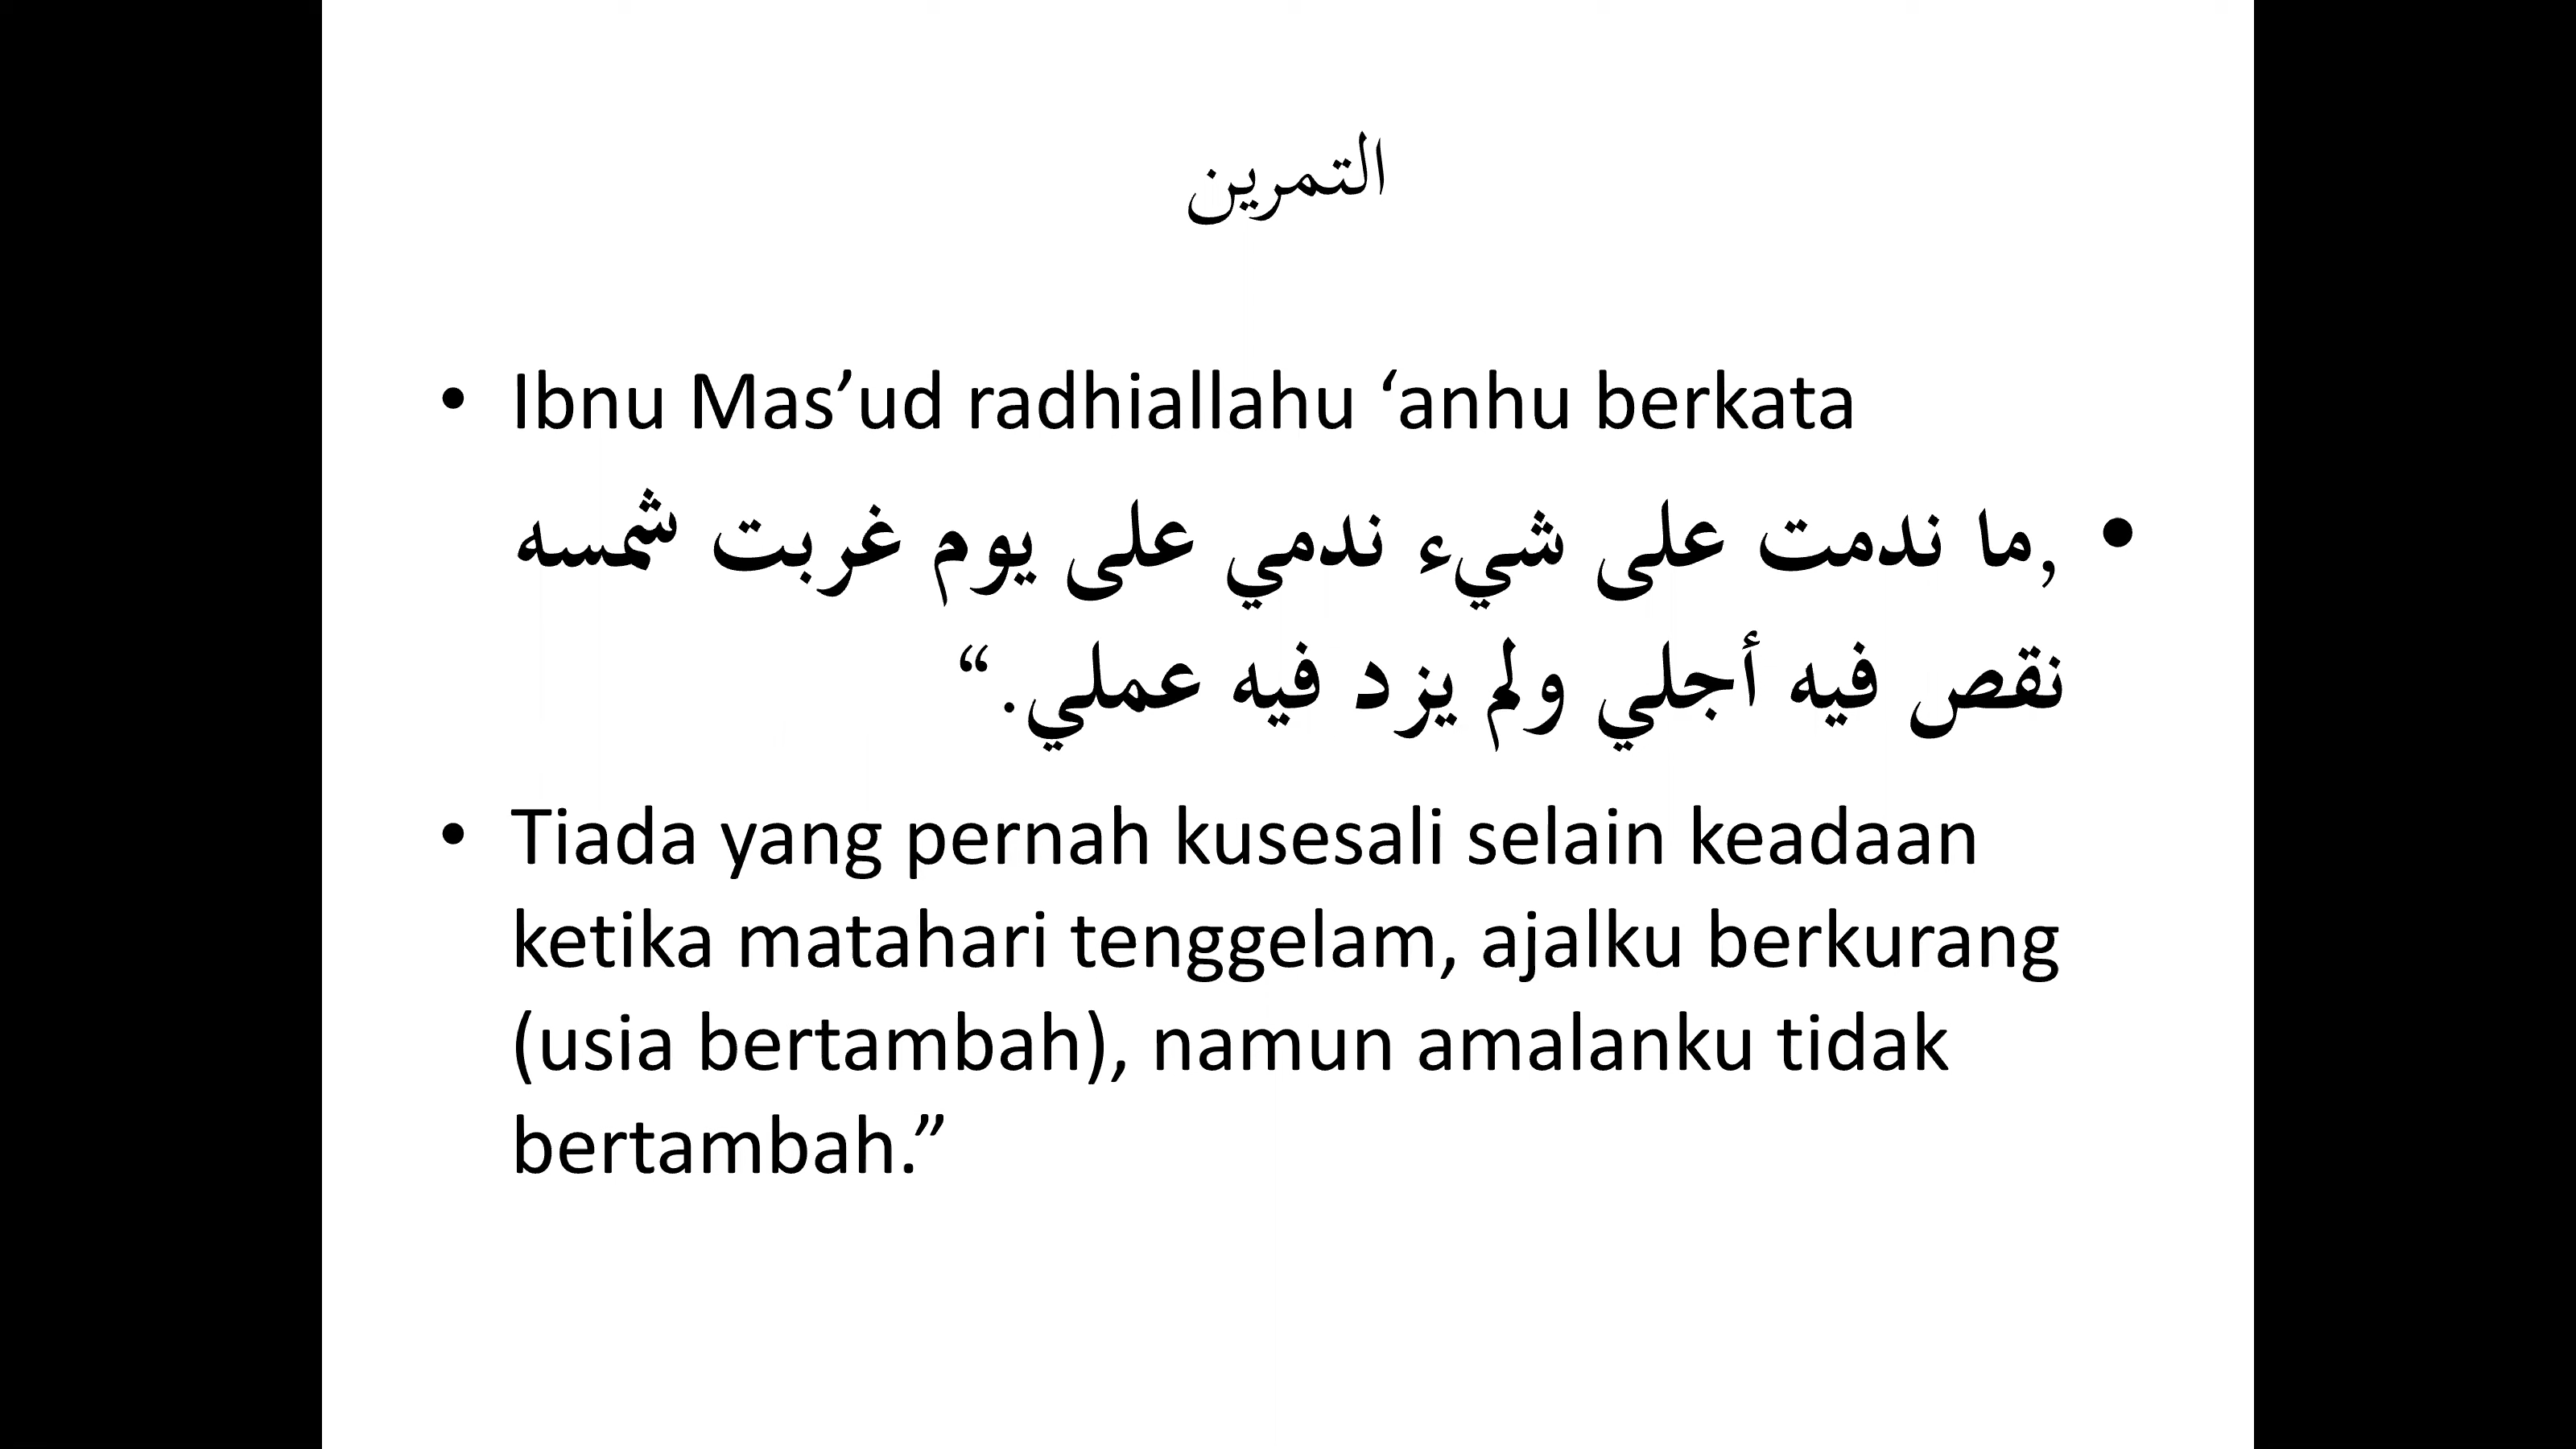 التمرين
• Ibnu Mas’ud radhiallahu ‘anhu berkata
• ,ما ندمت على شيء ندمي على يوم غربت شمسه
نقص فيه أجلي ولم يزد فيه عملي.“
• Tiada yang pernah kusesali selain keadaan
ketika matahari tenggelam, ajalku berkurang
(usia bertambah), namun amalanku tidak
bertambah.”